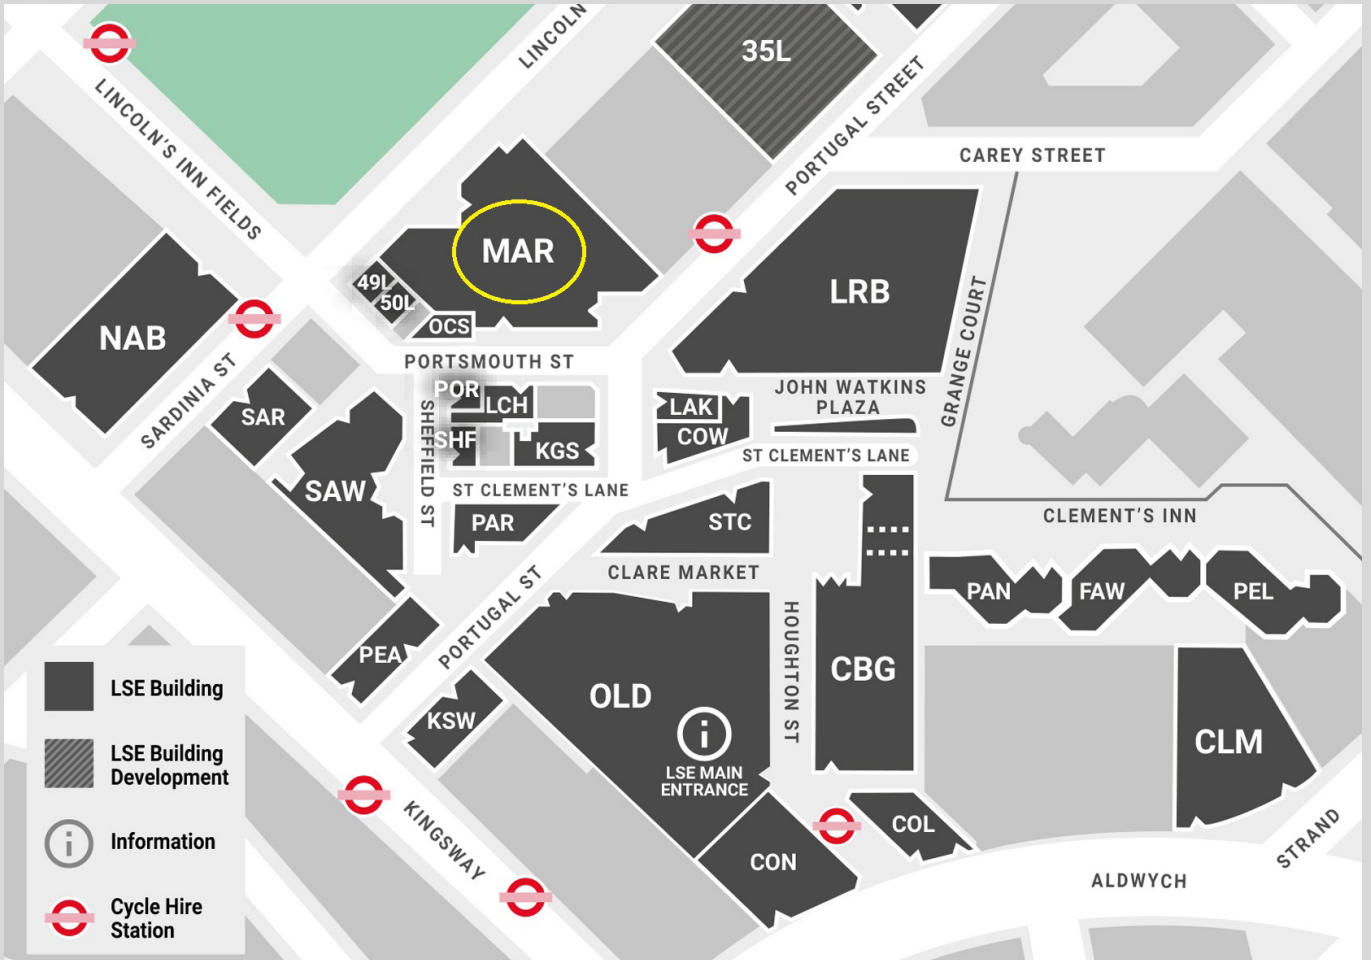 LINCOLN
35L
LINCOLN'S INN FIELDS
PORTUGAL STREET
CAREY STREET
MAR
49L
50L
OCS
LRB
NAB
SARDINIA ST
PORTSMOUTH ST
GRANGE COURT
POR
LCH
SHF
KGS
SHEFFIELD ST
LAK
COW
JOHN WATKINS
PLAZA
ST CLEMENT'S LANE
SAR
SAW
ST CLEMENT'S LANE
PAR
STC
CLARE MARKET
CLEMENT'S INN
PAN
FAW
PEL
PORTUGAL ST
HOUGHTON ST
PEA
KSW
OLD
LSE MAIN
ENTRANCE
CBG
CLM
COL
CON
KINGSWAY
ALDWYCH
STRAND
LSE Building
LSE Building
Development
Information
Cycle Hire
Station